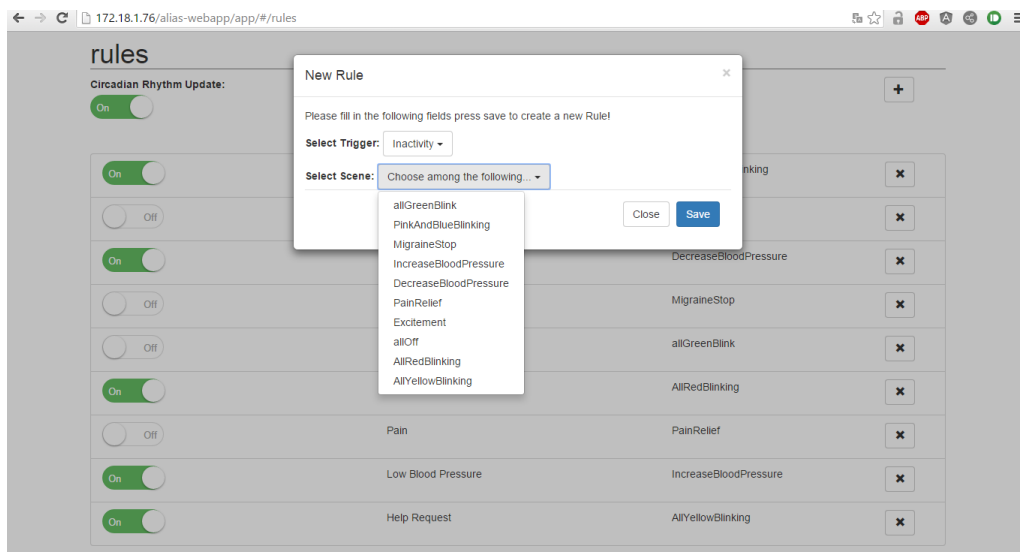 172.18.1.76/alias-webapp/app/#/rules
ABP
rules
Circadian Rhythm Update:
On
New Rule
×
Please fill in the following fields press save to create a new Rule!
Select Trigger: Inactivity
Select Scene: Choose among the following...
allGreenBlink
PinkAndBlueBlinking
MigraineStop
IncreaseBloodPressure
DecreaseBloodPressure
PainRelief
Excitement
allOff
AllRedBlinking
AllYellowBlinking
Close Save
On nking
Off
On DecreaseBloodPressure
Off MigraineStop
Off allGreenBlink
On AllRedBlinking
Off Pain PainRelief
On Low Blood Pressure IncreaseBloodPressure
On Help Request AllYellowBlinking